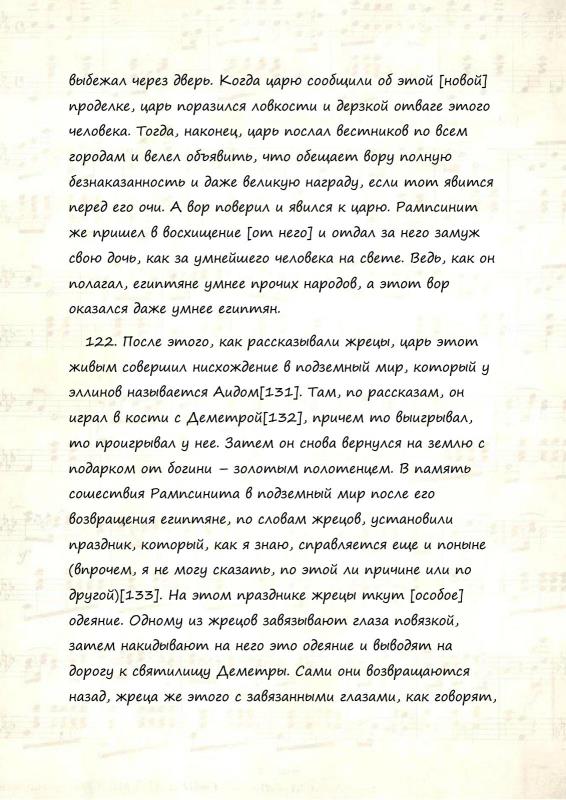 выбежал через дверь. Когда царю сообщили об этой [новой]
проделке, царь поразился ловкости и дерзкой отваге этого
человека. Тогда, наконец, царь послал вестников по всем
городам и велел объявить, что обещает вору полную
безнаказанность и даже великую награду, если тот явится
перед его очи. А вор поверил и явился к царю. Рампсинит
же пришел в восхищение [от него] и отдал за него замуж
свою дочь, как за умнейшего человека на свете. Ведь, как он
полагал, египтяне умнее прочих народов, а этот вор
оказался даже умнее египтян.
122. После этого, как рассказывали жрецы, царь этот
живым совершил нисхождение в подземный мир, который у
эллинов называется Аидом[131]. Там, по рассказам, он
играл в кости с Деметрой[132], причем то выигрывал,
то проигрывал у нее. Затем он снова вернулся на землю с
подарком от богини – золотым полотенцем. В память
сошествия Рампсинита в подземный мир после его
возвращения египтяне, по словам жрецов, установили
праздник, который, как я знаю, справляется еще и поныне
(впрочем, я не могу сказать, по этой ли причине или по
другой)[133]. На этом празднике жрецы ткут [особое]
одеяние. Одному из жрецов завязывают глаза повязкой,
затем накидывают на него это одеяние и выводят на
дорогу к святилищу Деметры. Сами они возвращаются
назад, жреца же этого с завязанными глазами, как говорят,